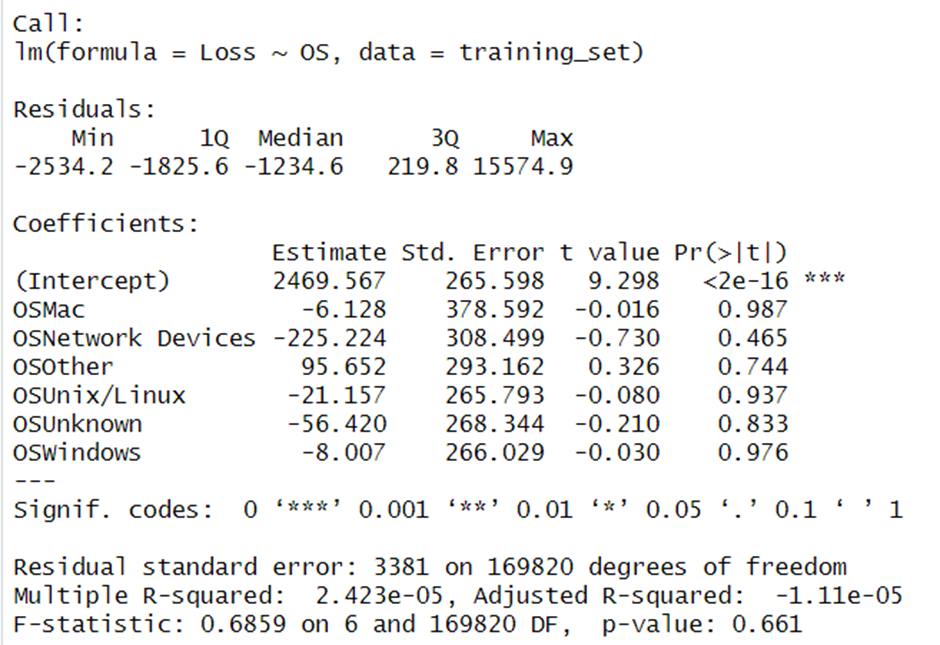 Call:
lm(formula = Loss ~ OS, data = training_set)
Residuals:
Min 1Q Median 3Q Max
-2534.2 -1825.6 -1234.6 219.8 15574.9
Coefficients:
Estimate Std. Error t value Pr(>|t|)
(Intercept) 2469.567 265.598 9.298 <2e-16 ***
OSMac -6.128 378.592 -0.016 0.987
OSNetwork Devices -225.224 308.499 -0.730 0.465
OSOther 95.652 293.162 0.326 0.744
OSUnix/Linux -21.157 265.793 -0.080 0.937
OSUnknown -56.420 268.344 -0.210 0.833
OSWindows -8.007 266.029 -0.030 0.976
---
Signif. codes: 0 ‘***’ 0.001 ‘**’ 0.01 ‘*’ 0.05 ‘.’ 0.1 ‘ ’ 1
Residual standard error: 3381 on 169820 degrees of freedom
Multiple R-squared: 2.423e-05, Adjusted R-squared: -1.11e-05
F-statistic: 0.6859 on 6 and 169820 DF, p-value: 0.661